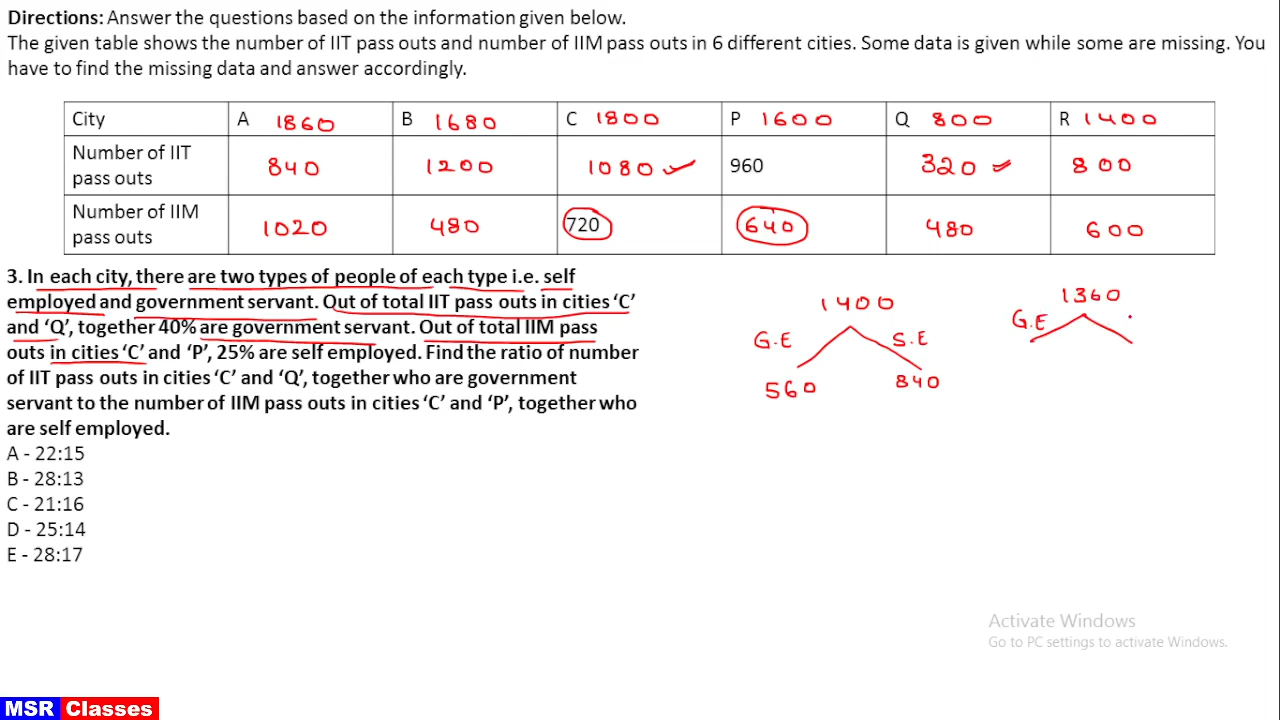 Directions: Answer the questions based on the information given below.
The given table shows the number of IIT pass outs and number of IIM pass outs in 6 different cities. Some data is given while some are missing. You
have to find the missing data and answer accordingly.
City A 1860 B 1680 C 1800 P 1600 Q 800 R 1400
Number of IIT
pass outs
840 1200 1080 960 320 800
Number of IIM
pass outs
1020 480 720 640 480 600
3. In each city, there are two types of people of each type i.e. self
employed and government servant. Out of total IIT pass outs in cities ‘C’
and ‘Q’, together 40% are government servant. Out of total IIM pass
outs in cities ‘C’ and ‘P’, 25% are self employed. Find the ratio of number
of IIT pass outs in cities ‘C’ and ‘Q’, together who are government
servant to the number of IIM pass outs in cities ‘C’ and ‘P’, together who
are self employed.
A - 22:15
B - 28:13
C - 21:16
D - 25:14
E - 28:17
1400
G.E S.E
560 840
1360
G.E
Activate Windows
Go to PC settings to activate Windows.
MSR Classes